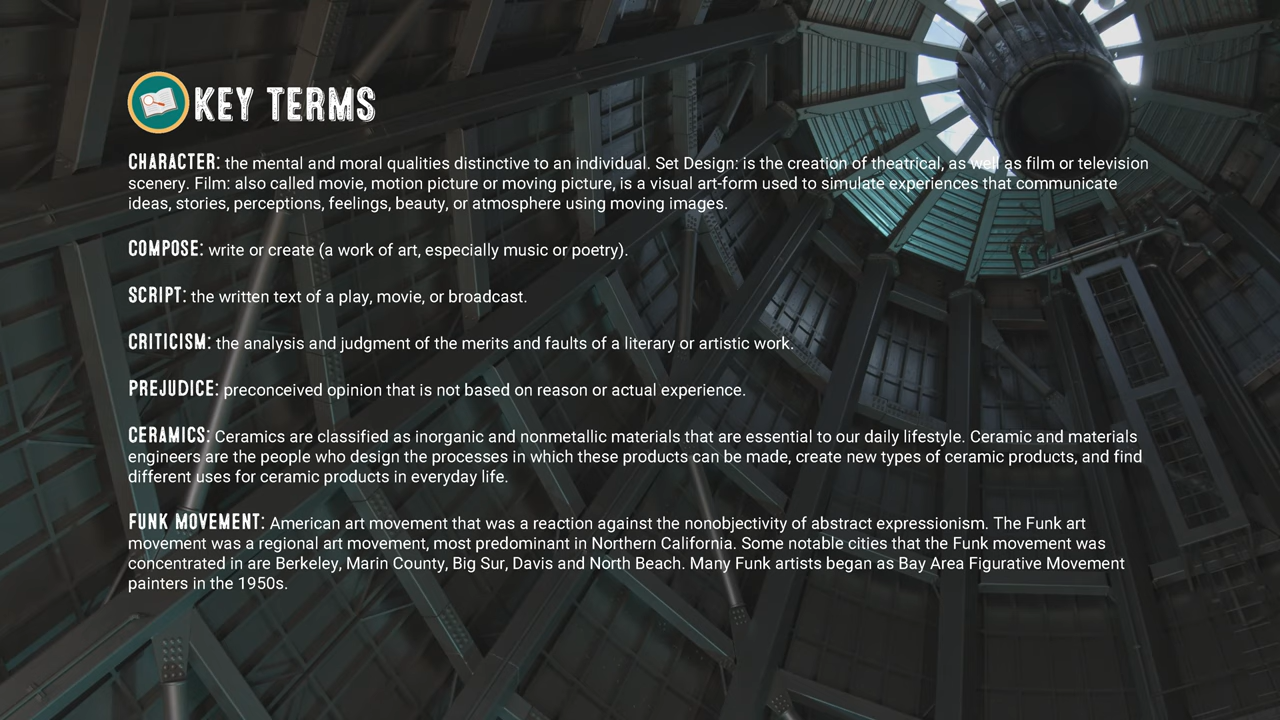 KEY TERMS
CHARACTER: the mental and moral qualities distinctive to an individual. Set Design: is the creation of theatrical, as well as film or television
scenery. Film: also called movie, motion picture or moving picture, is a visual art-form used to simulate experiences that communicate
ideas, stories, perceptions, feelings, beauty, or atmosphere using moving images.
COMPOSE: write or create (a work of art, especially music or poetry).
SCRIPT: the written text of a play, movie, or broadcast.
CRITICISM: the analysis and judgment of the merits and faults of a literary or artistic work.
PREJUDICE: preconceived opinion that is not based on reason or actual experience.
CERAMICS: Ceramics are classified as inorganic and nonmetallic materials that are essential to our daily lifestyle. Ceramic and materials
engineers are the people who design the processes in which these products can be made, create new types of ceramic products, and find
different uses for ceramic products in everyday life.
FUNK MOVEMENT: American art movement that was a reaction against the nonobjectivity of abstract expressionism. The Funk art
movement was a regional art movement, most predominant in Northern California. Some notable cities that the Funk movement was
concentrated in are Berkeley, Marin County, Big Sur, Davis and North Beach. Many Funk artists began as Bay Area Figurative Movement
painters in the 1950s.